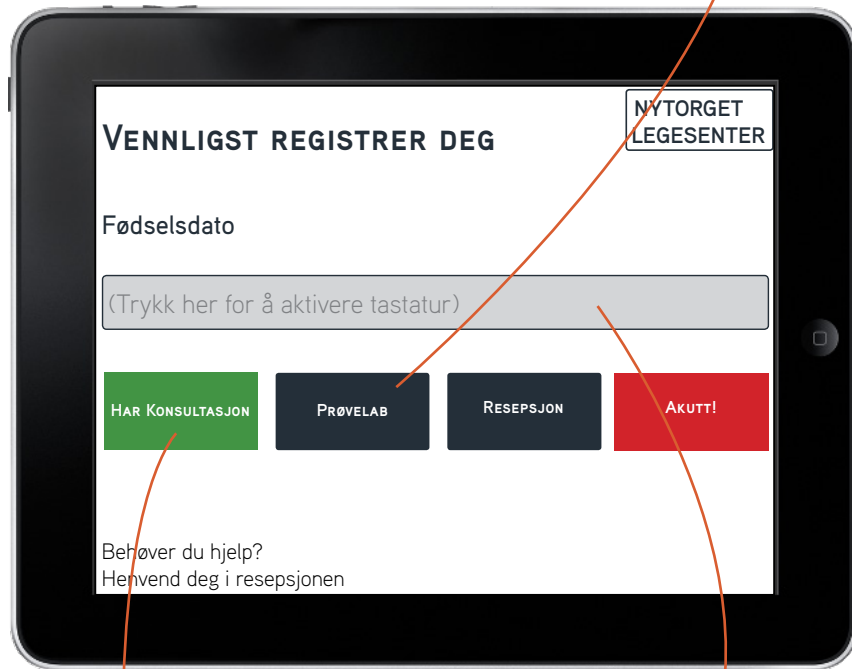 Vennligst registrer deg
NYTORGET
LEGESENTER
Fødselsdato
(Trykk her for å aktivere tastatur)
Har Konsultasjon
Prøvelab
Resepsjon
Akutt!
Behøver du hjelp?
Henvend deg i resepsjonen